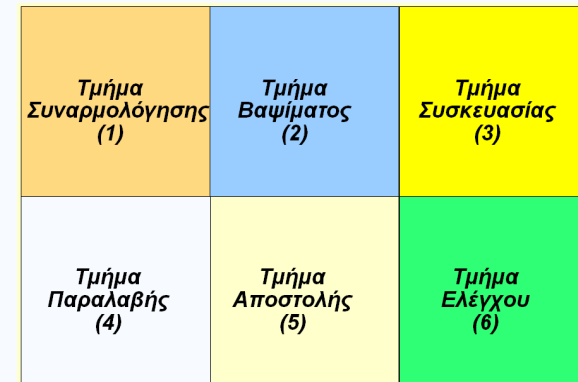 Τμήμα
Συναρμολόγησης
(1)
Τμήμα
Βαψίματος
(2)
Τμήμα
Συσκευασίας
(3)
Τμήμα
Παραλαβής
(4)
Τμήμα
Αποστολής
(5)
Τμήμα
Ελέγχου
(6)